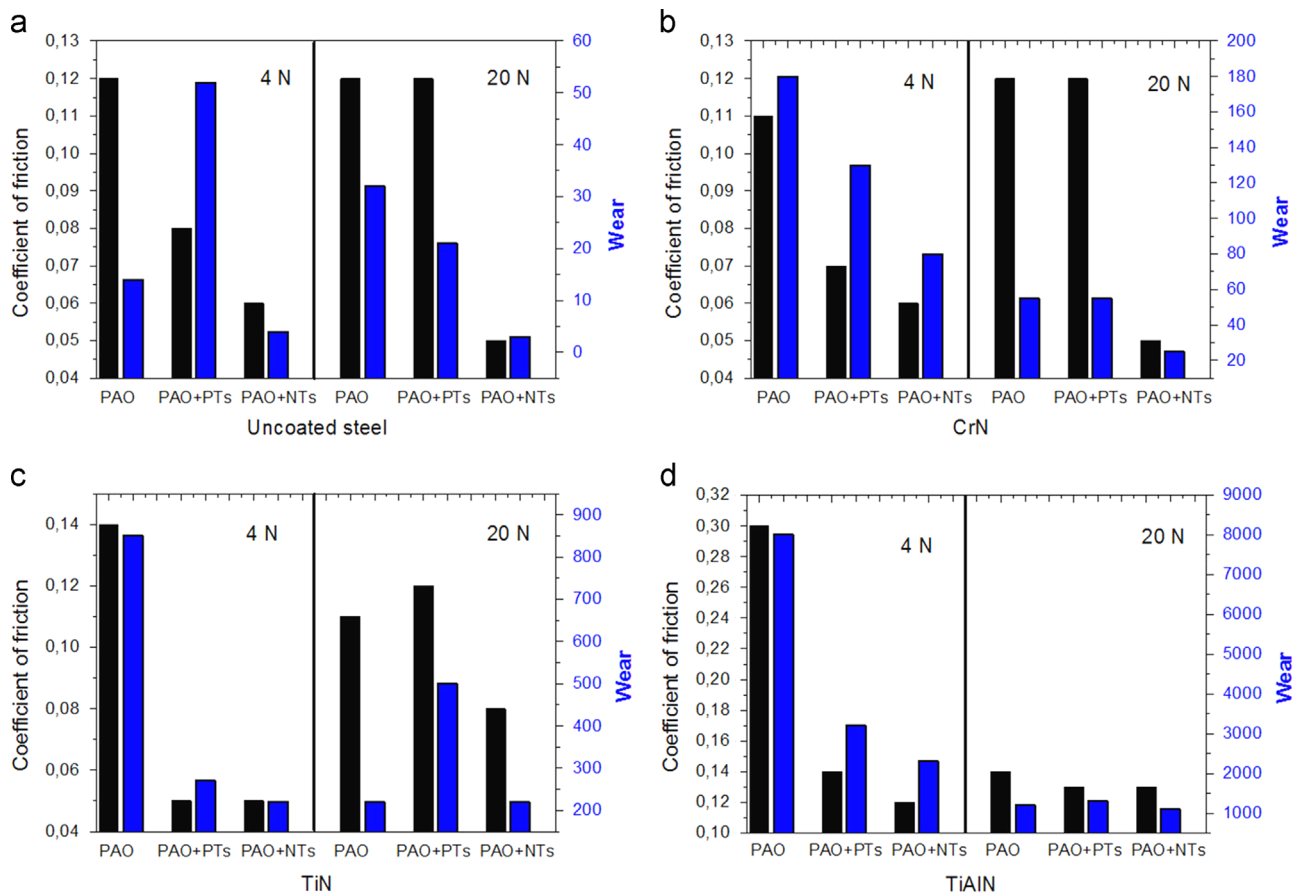 a
0,13
0,12
0,11
0,10
0,09
0,08
0,07
0,06
0,05
0,04
Coefficient of friction
4 N
20 N
60
50
40
30
20
10
0
Wear
PAO PAO+PTs PAO+NTs PAO PAO+PTs PAO+NTs
Uncoated steel
b
0,13
0,12
0,11
0,10
0,09
0,08
0,07
0,06
0,05
0,04
Coefficient of friction
4 N
20 N
200
180
160
140
120
100
80
60
40
20
Wear
PAO PAO+PTs PAO+NTs PAO PAO+PTs PAO+NTs
CrN
c
0,14
0,12
0,10
0,08
0,06
0,04
Coefficient of friction
4 N
20 N
900
800
700
600
500
400
300
200
Wear
PAO PAO+PTs PAO+NTs PAO PAO+PTs PAO+NTs
TiN
d
0,32
0,30
0,28
0,26
0,24
0,22
0,20
0,18
0,16
0,14
0,12
0,10
Coefficient of friction
4 N
20 N
9000
8000
7000
6000
5000
4000
3000
2000
1000
Wear
PAO PAO+PTs PAO+NTs PAO PAO+PTs PAO+NTs
TiAlN